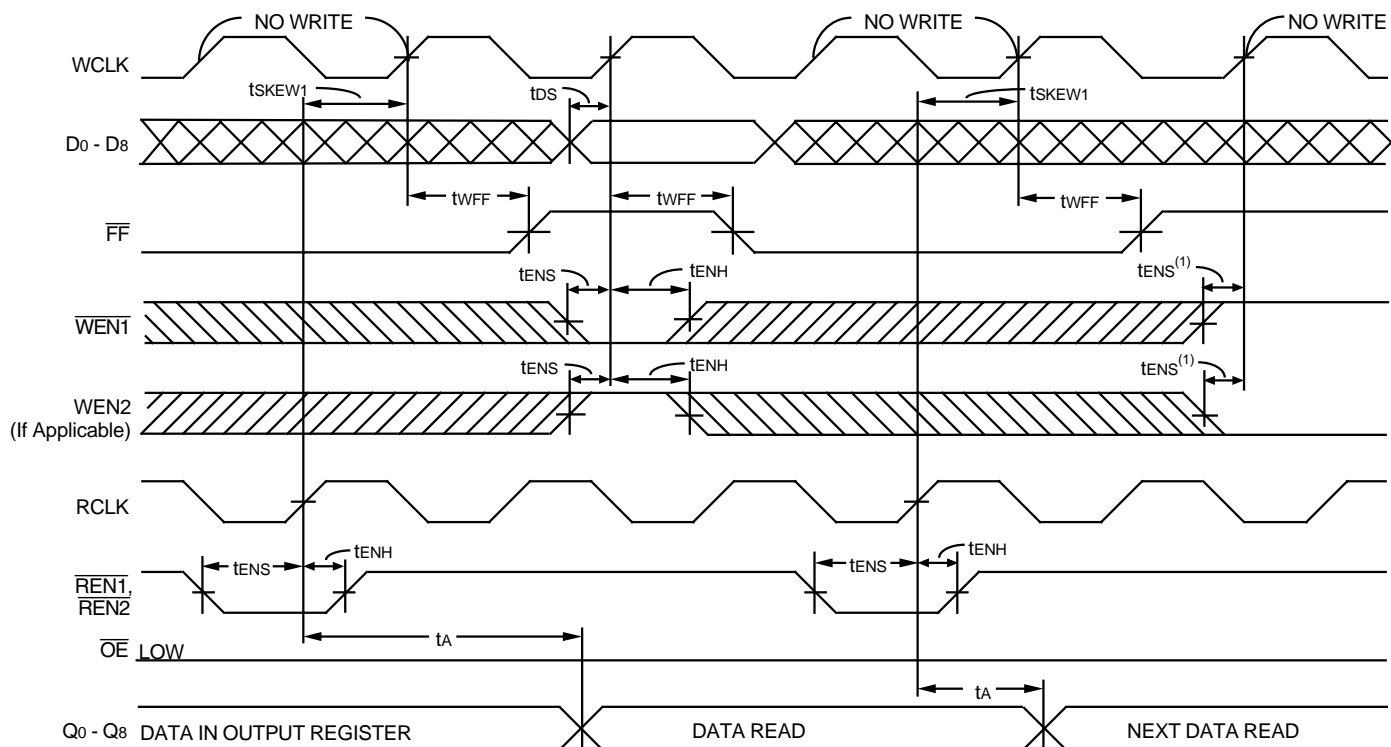 NO WRITE NO WRITE NO WRITE
WCLK
tSKEW1 tDS tSKEW1
D0 - D8
tWFF tWFF tWFF
FF
tENS tENH tENS(1)
WEN1
tENS tENH tENS(1)
WEN2
(If Applicable)
RCLK
tENS tENH tENS tENH
REN1,
REN2
tA
OE LOW
tA
Q0 - Q8 DATA IN OUTPUT REGISTER DATA READ NEXT DATA READ